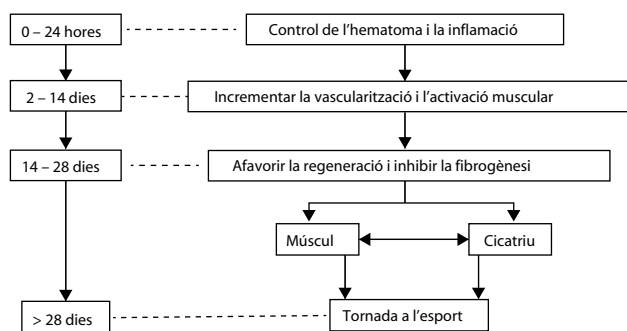 0 – 24 hores
Control de l’hematoma i la inflamació
2 – 14 dies
Incrementar la vascularització i l’activació muscular
14 – 28 dies
Afavorir la regeneració i inhibir la fibrogènesi
Múscul
Cicatriu
> 28 dies
Tornada a l’esport